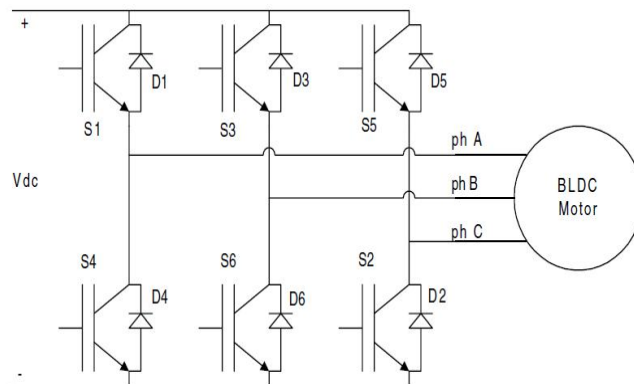 +
D1
D3
D5
S1
S3
S5
ph A
Vdc
ph B
BLDC
Motor
ph C
S4
S6
S2
D4
D6
D2
-